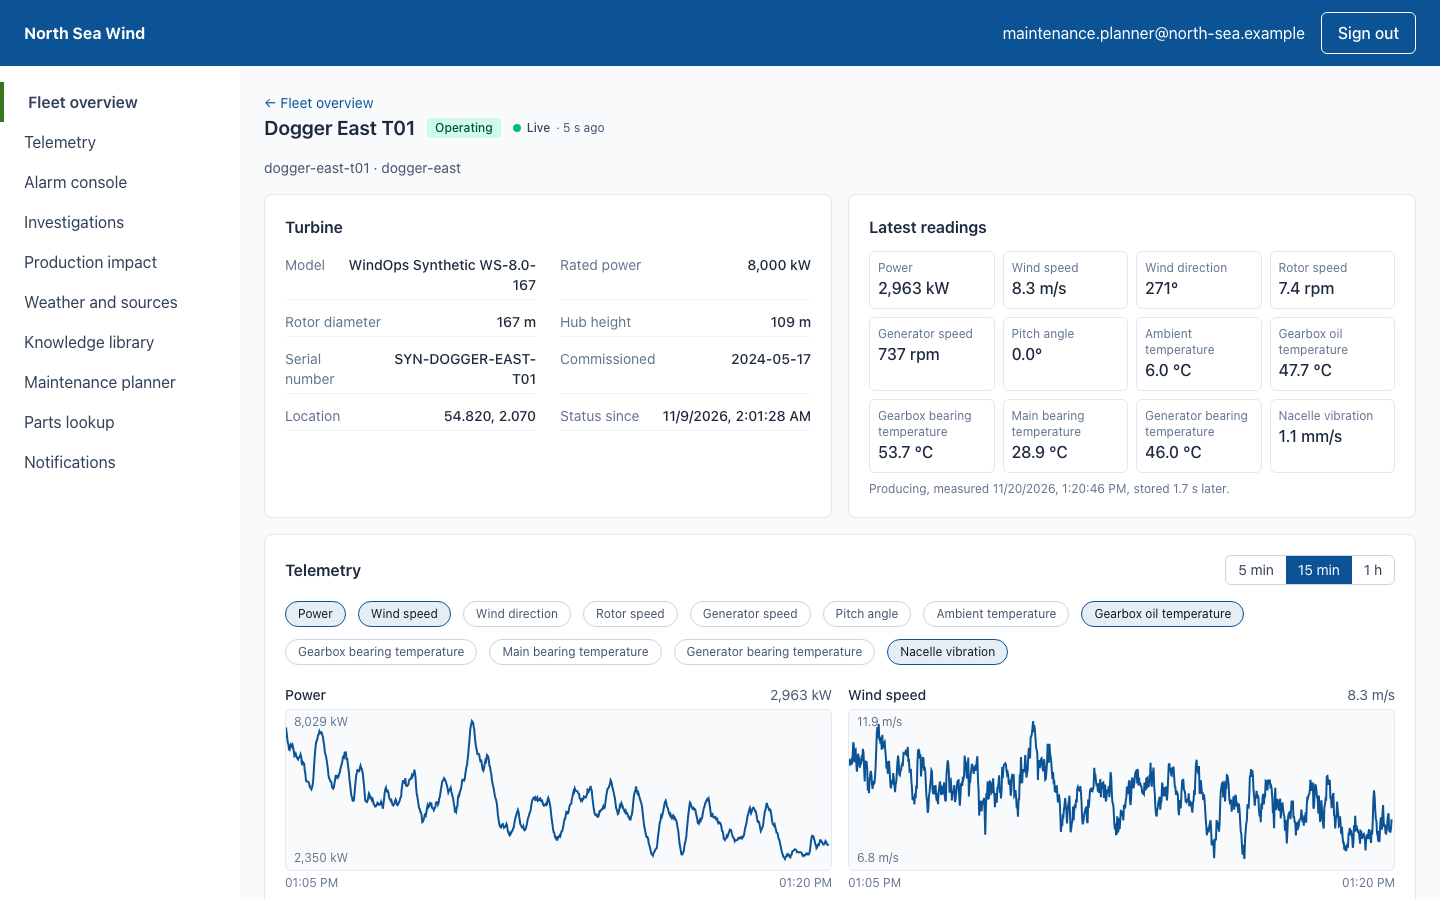 North Sea Wind
maintenance.planner@north-sea.example
Sign out
Fleet overview
Telemetry
Alarm console
Investigations
Production impact
Weather and sources
Knowledge library
Maintenance planner
Parts lookup
Notifications
← Fleet overview
Dogger East T01
Operating
Live · 5 s ago
dogger-east-t01 · dogger-east
Turbine
Model
WindOps Synthetic WS-8.0-
167
Rated power
8,000 kW
Rotor diameter
167 m
Hub height
109 m
Serial
number
SYN-DOGGER-EAST-
T01
Commissioned
2024-05-17
Location
54.820, 2.070
Status since
11/9/2026, 2:01:28 AM
Latest readings
Power
2,963 kW
Wind speed
8.3 m/s
Wind direction
271°
Rotor speed
7.4 rpm
Generator speed
737 rpm
Pitch angle
0.0°
Ambient
temperature
6.0 °C
Gearbox oil
temperature
47.7 °C
Gearbox bearing
temperature
53.7 °C
Main bearing
temperature
28.9 °C
Generator bearing
temperature
46.0 °C
Nacelle vibration
1.1 mm/s
Producing, measured 11/20/2026, 1:20:46 PM, stored 1.7 s later.
Telemetry
5 min
15 min
1 h
Power
Wind speed
Wind direction
Rotor speed
Generator speed
Pitch angle
Ambient temperature
Gearbox oil temperature
Gearbox bearing temperature
Main bearing temperature
Generator bearing temperature
Nacelle vibration
Power
2,963 kW
8,029 kW
2,350 kW
01:05 PM
01:20 PM
Wind speed
8.3 m/s
11.9 m/s
6.8 m/s
01:05 PM
01:20 PM